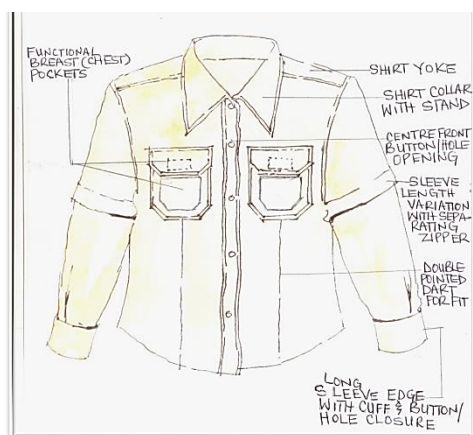 FUNCTIONAL
BREAST (CHEST)
POCKETS
SHIRT YOKE
SHIRT COLLAR
WITH STAND
CENTRE FRONT
BUTTON/HOLE
OPENING
SLEEVE
LENGTH
VARIATION
WITH SEPA-
RATING
ZIPPER
DOUBLE
POINTED
DART
FOR FIT
LONG
SLEEVE EDGE
WITH CUFF & BUTTON/
HOLE CLOSURE